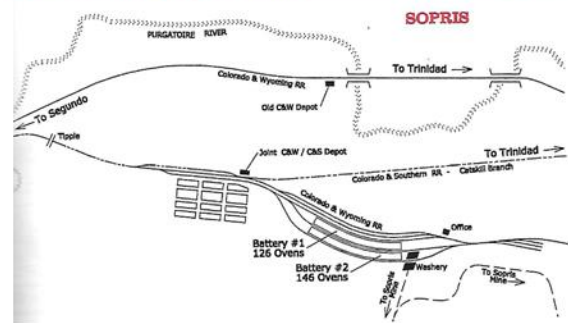 SOPRIS
PURGATOIRE RIVER
To Trinidad
Colorado & Wyoming RR
Old C&W Depot
To Segundo
Tipple
Joint C&W / C&S Depot
To Trinidad
Colorado & Southern RR - Catskill Branch
Colorado & Wyoming RR
Office
Battery #1
126 Ovens
Battery #2
146 Ovens
Washery
To Sopris
Mine
To Sopris
Mine